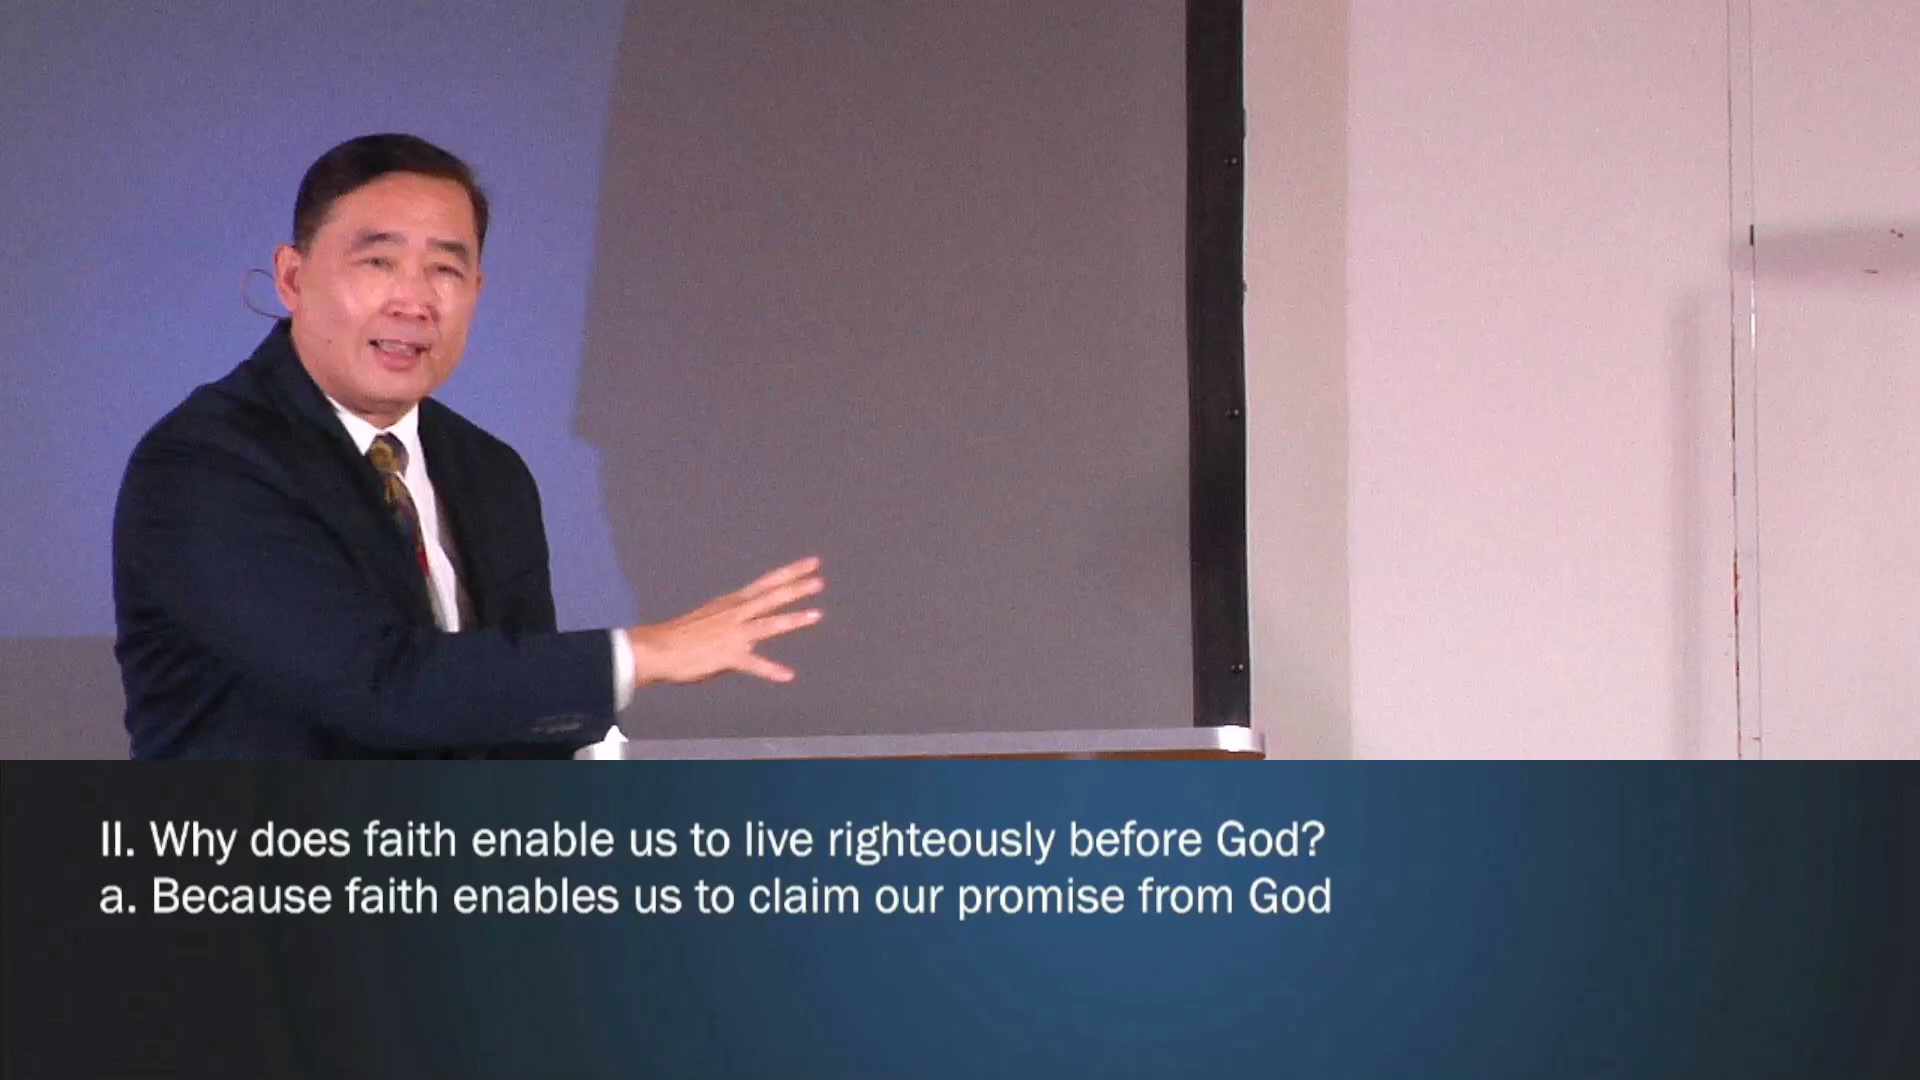 II. Why does faith enable us to live righteously before God?
a. Because faith enables us to claim our promise from God